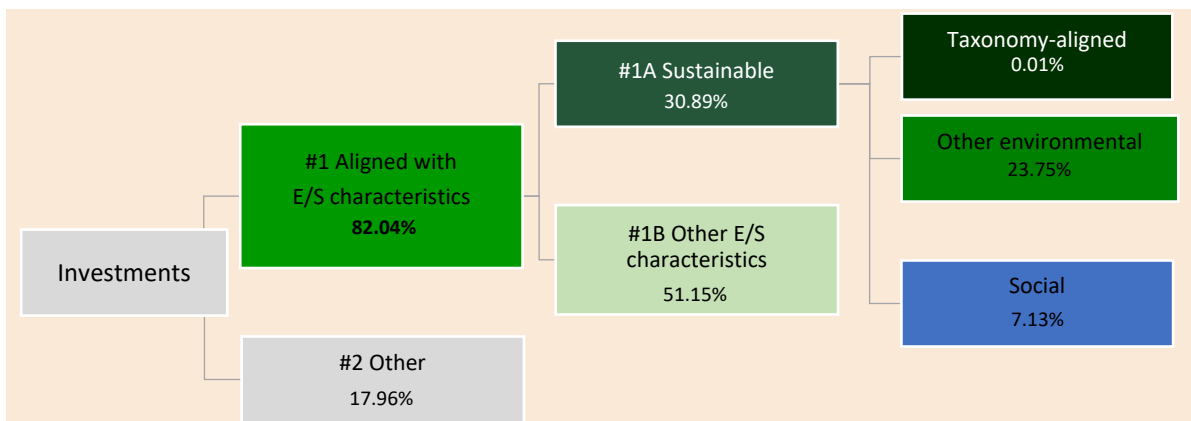 Investments
#1 Aligned with
E/S characteristics
82.04%
#2 Other
17.96%
#1A Sustainable
30.89%
#1B Other E/S
characteristics
51.15%
Taxonomy-aligned
0.01%
Other environmental
23.75%
Social
7.13%